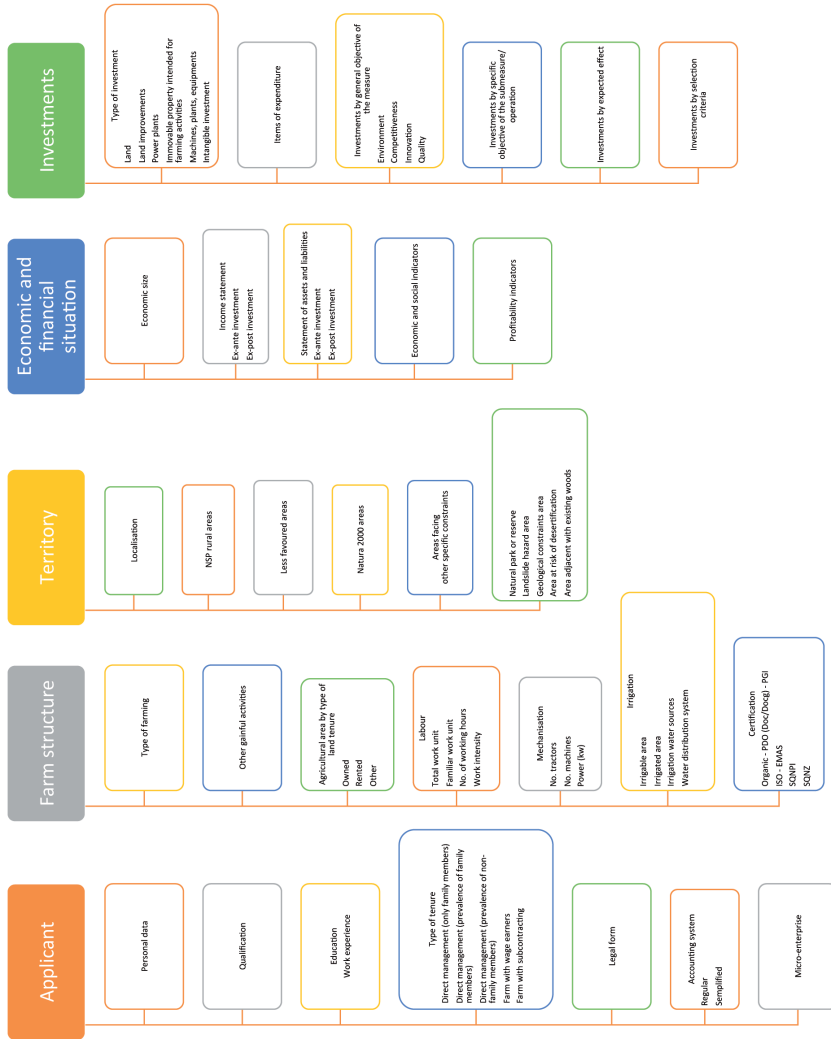 Applicant
Personal data
Qualification
Education
Work experience
Type of tenure
Direct management (only family members)
Direct management (prevalence of family
members)
Direct management (prevalence of non-
family members)
Farm with wage earners
Farm with subcontracting
Legal form
Accounting system
Regular
Semplified
Micro-enterprise
Farm structure
Type of farming
Other gainful activities
Agricultural area by type of
land tenure
Owned
Rented
Other
Labour
Total work unit
Familiar work unit
No. of working hours
Work intensity
Mechanisation
No. tractors
No. machines
Power (kw)
Irrigation
Irrigable area
Irrigated area
Irrigation water sources
Water distribution system
Certification
Organic - PDO (Doc/Docg) - PGI
ISO - EMAS
SQNPI
SQNZ
Territory
Localisation
NSP rural areas
Less favoured areas
Natura 2000 areas
Areas facing
other specific constraints
Natural park or reserve
Landslide hazard area
Geological constraints area
Area at risk of desertification
Area adjacent with existing woods
Economic and
financial
situation
Economic size
Income statement
Ex-ante investment
Ex-post investment
Statement of assets and liabilities
Ex-ante investment
Ex-post investment
Economic and social indicators
Profitability indicators
Investments
Type of investment
Land
Land improvements
Power plants
Immovable property intended for
farming activities
Machines, plants, equipments
Intangible investment
Items of expenditure
Investments by general objective of
the measure
Environment
Competitiveness
Innovation
Quality
Investments by specific
objective of the submeasure/
operation
Investments by expected effect
Investments by selection
criteria